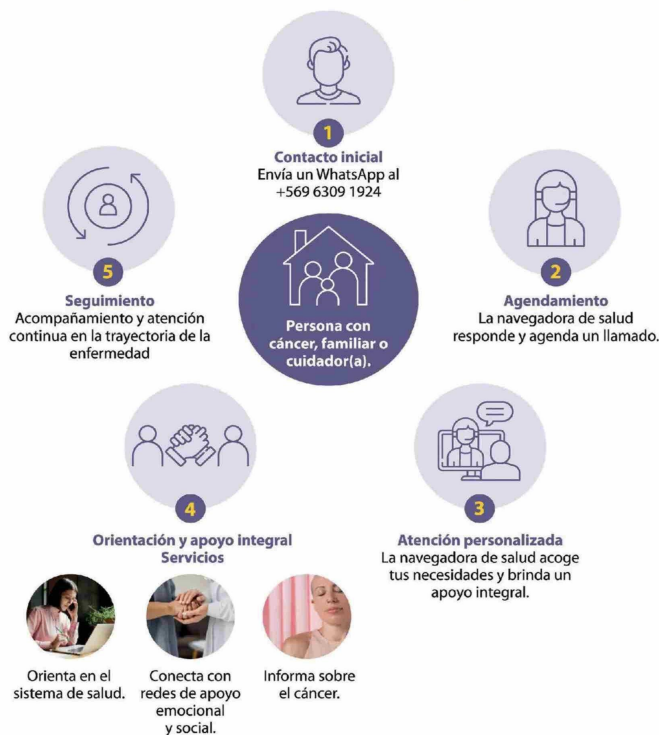 1
Contacto inicial
Envía un WhatsApp al
+569 6309 1924
2
Agendamiento
La navegadora de salud
responde y agenda un llamado.
3
Atención personalizada
La navegadora de salud acoge
tus necesidades y brinda un
apoyo integral.
4
Orientación y apoyo integral
Servicios
Orienta en el
sistema de salud.
Conecta con
redes de apoyo
emocional
y social.
Informa sobre
el cáncer.
5
Seguimiento
Acompañamiento y atención
continua en la trayectoria de la
enfermedad
Persona con
cáncer, familiar o
cuidador(a).